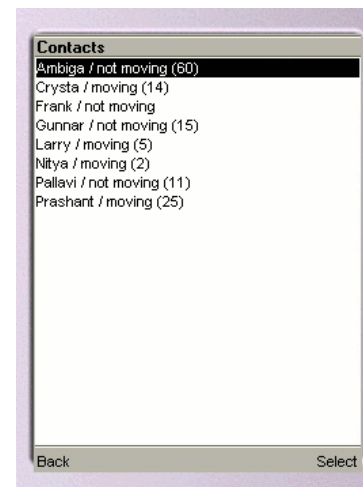 Contacts
Ambiga / not moving (60)
Crysta / moving (14)
Frank / not moving
Gunnar / not moving (15)
Larry / moving (5)
Nitya / moving (2)
Pallavi / not moving (11)
Prashant / moving (25)
Back Select